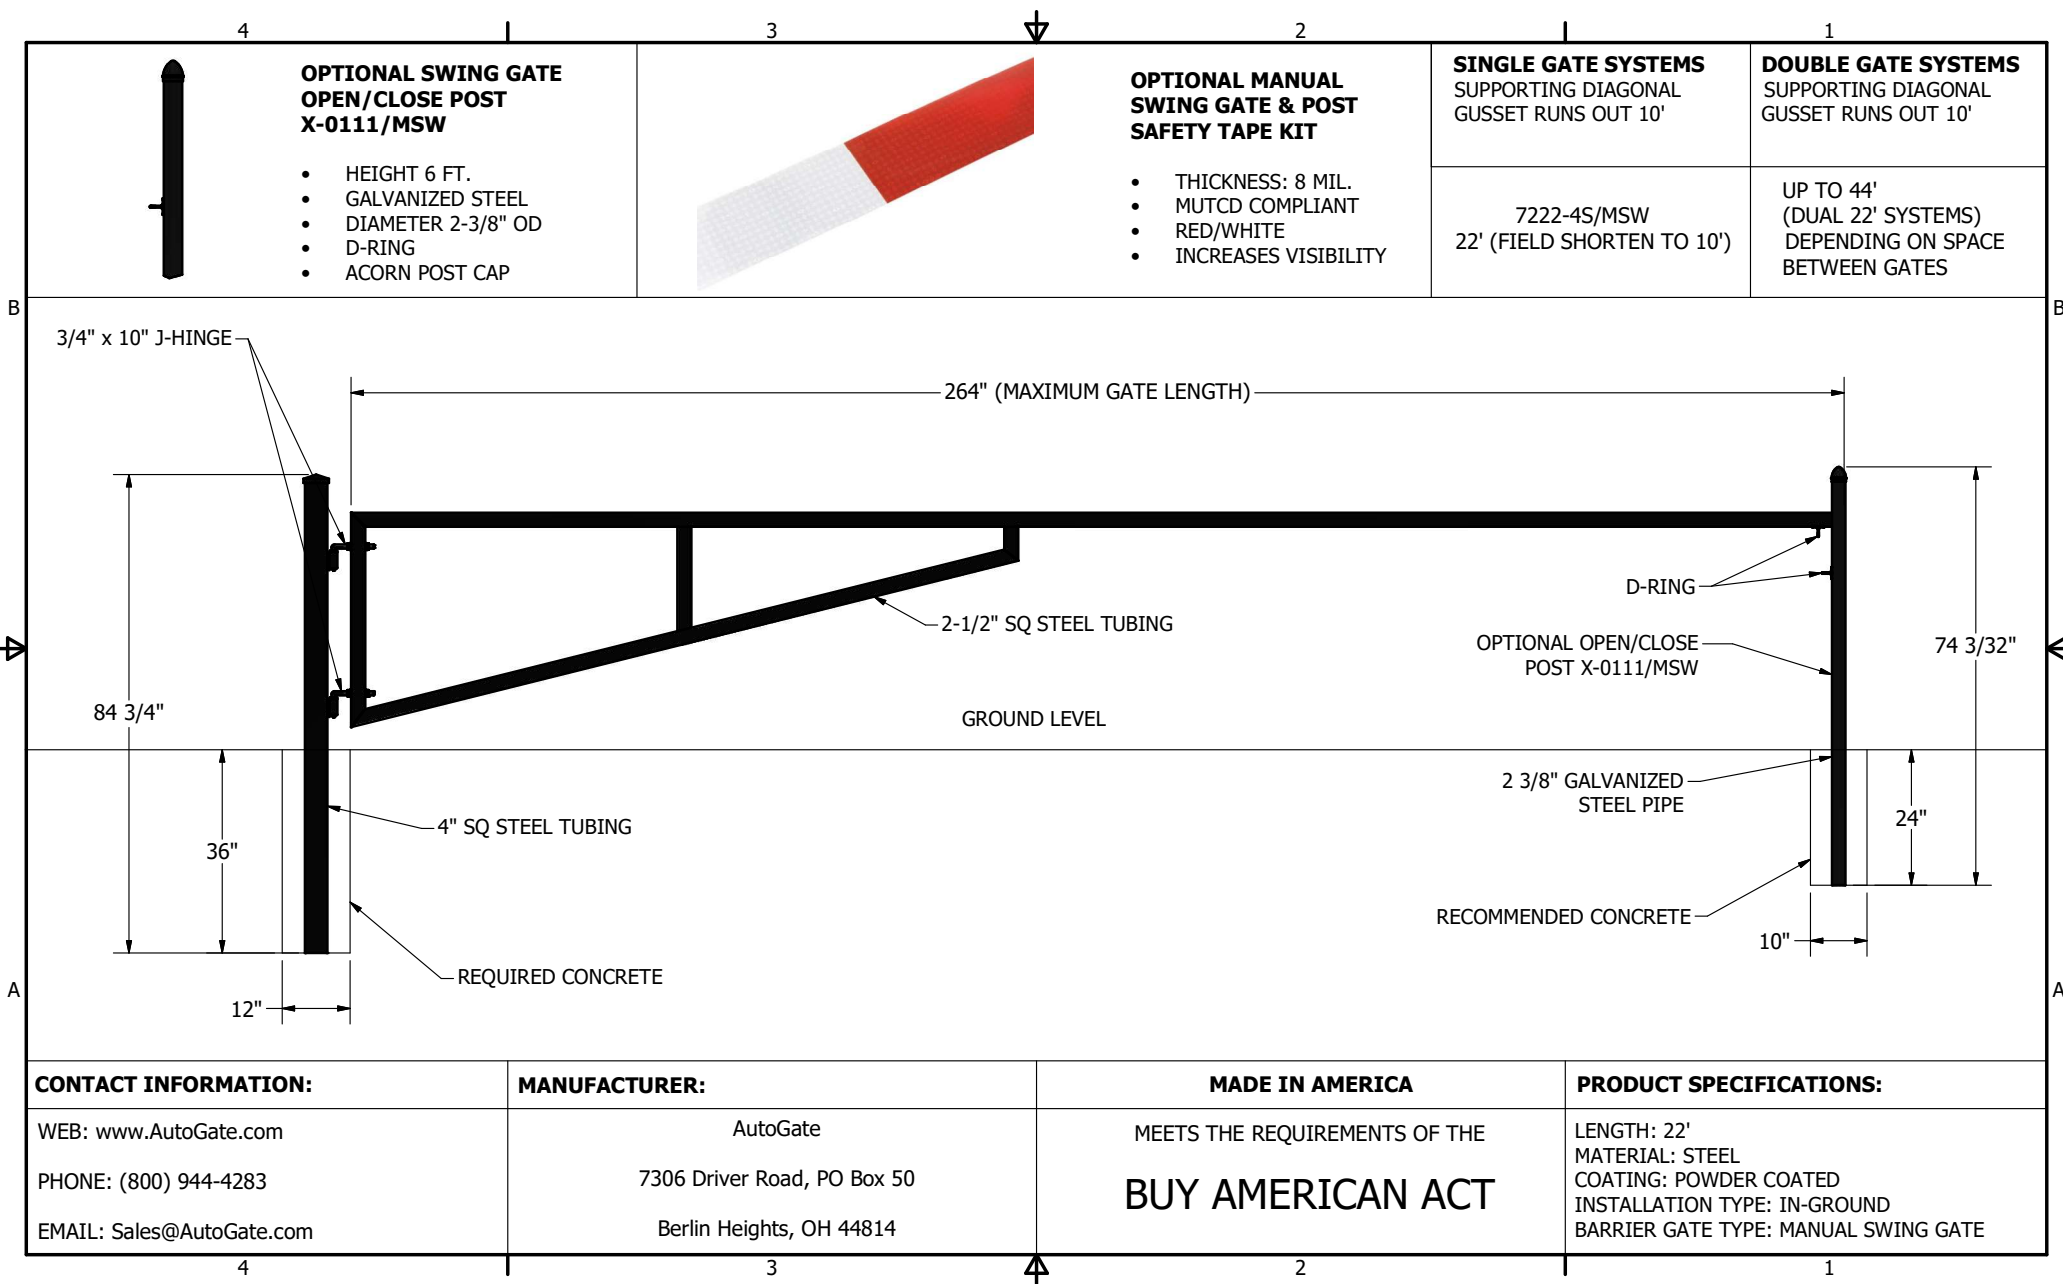 4 3 2 1
OPTIONAL SWING GATE
OPEN/CLOSE POST
X-0111/MSW
• HEIGHT 6 FT.
• GALVANIZED STEEL
• DIAMETER 2-3/8" OD
• D-RING
• ACORN POST CAP
OPTIONAL MANUAL
SWING GATE & POST
SAFETY TAPE KIT
• THICKNESS: 8 MIL.
• MUTCD COMPLIANT
• RED/WHITE
• INCREASES VISIBILITY
SINGLE GATE SYSTEMS
SUPPORTING DIAGONAL
GUSSET RUNS OUT 10'
7222-4S/MSW
22' (FIELD SHORTEN TO 10')
DOUBLE GATE SYSTEMS
SUPPORTING DIAGONAL
GUSSET RUNS OUT 10'
UP TO 44'
(DUAL 22' SYSTEMS)
DEPENDING ON SPACE
BETWEEN GATES
B B
3/4" x 10" J-HINGE
264" (MAXIMUM GATE LENGTH)
D-RING
2-1/2" SQ STEEL TUBING
OPTIONAL OPEN/CLOSE
POST X-0111/MSW
74 3/32"
84 3/4"
GROUND LEVEL
2 3/8" GALVANIZED
STEEL PIPE
24"
4" SQ STEEL TUBING
36"
RECOMMENDED CONCRETE
10"
REQUIRED CONCRETE
12"
A A
CONTACT INFORMATION:
WEB: www.AutoGate.com
PHONE: (800) 944-4283
EMAIL: Sales@AutoGate.com
MANUFACTURER:
AutoGate
7306 Driver Road, PO Box 50
Berlin Heights, OH 44814
MADE IN AMERICA
MEETS THE REQUIREMENTS OF THE
BUY AMERICAN ACT
PRODUCT SPECIFICATIONS:
LENGTH: 22'
MATERIAL: STEEL
COATING: POWDER COATED
INSTALLATION TYPE: IN-GROUND
BARRIER GATE TYPE: MANUAL SWING GATE
4 3 2 1